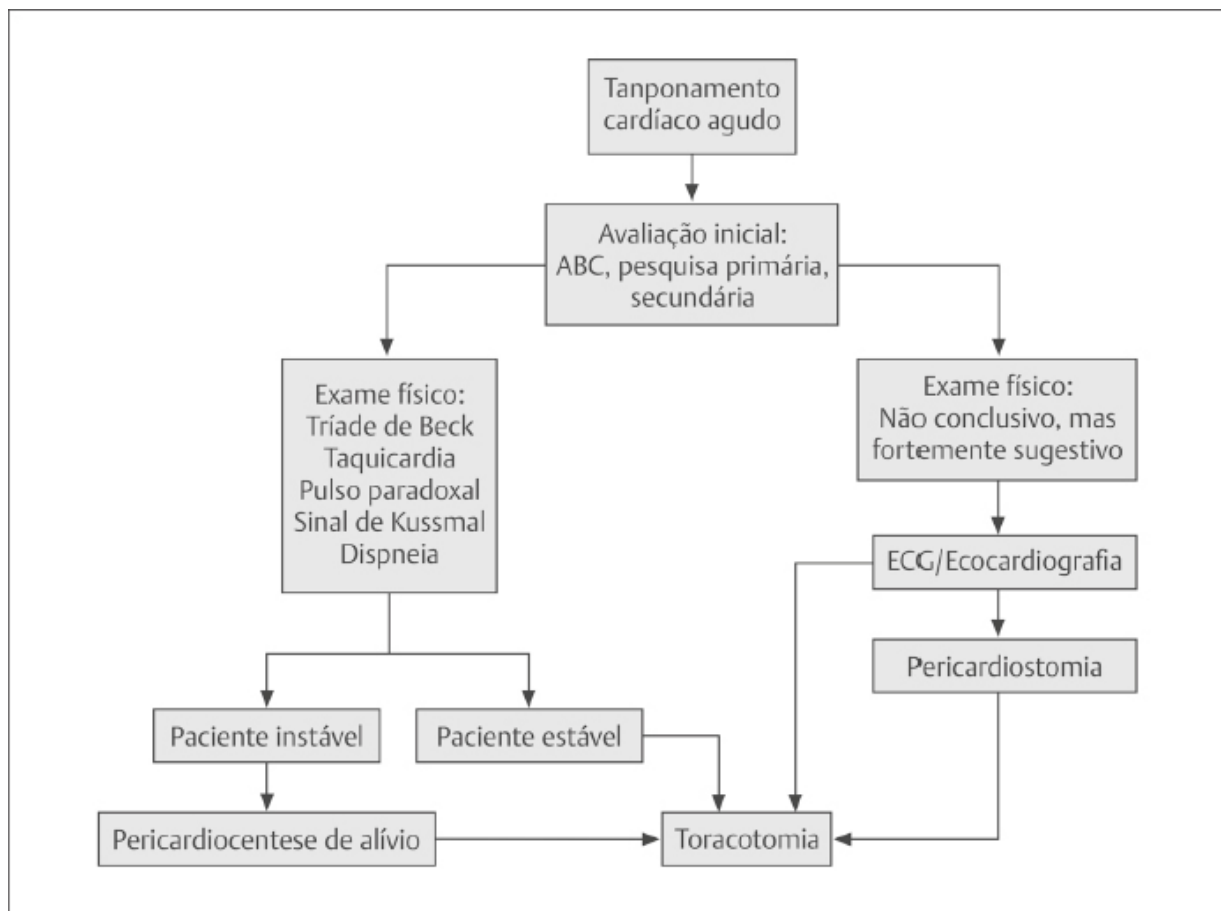 Tanponamento
cardíaco agudo
Avaliação inicial:
ABC, pesquisa primária,
secundária
Exame físico:
Tríade de Beck
Taquicardia
Pulso paradoxal
Sinal de Kussmal
Dispneia
Exame físico:
Não conclusivo, mas
fortemente sugestivo
ECG/Ecocardiografia
Pericardiostomia
Paciente instável
Paciente estável
Pericardiocentese de alívio
Toracotomia